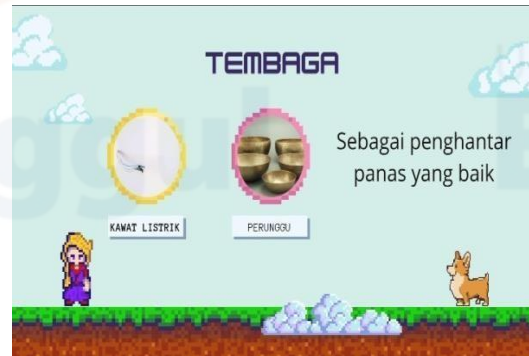 TEMBAGA
Sebagai penghantar
panas yang baik
KAWAT LISTRIK
PERUNGGU